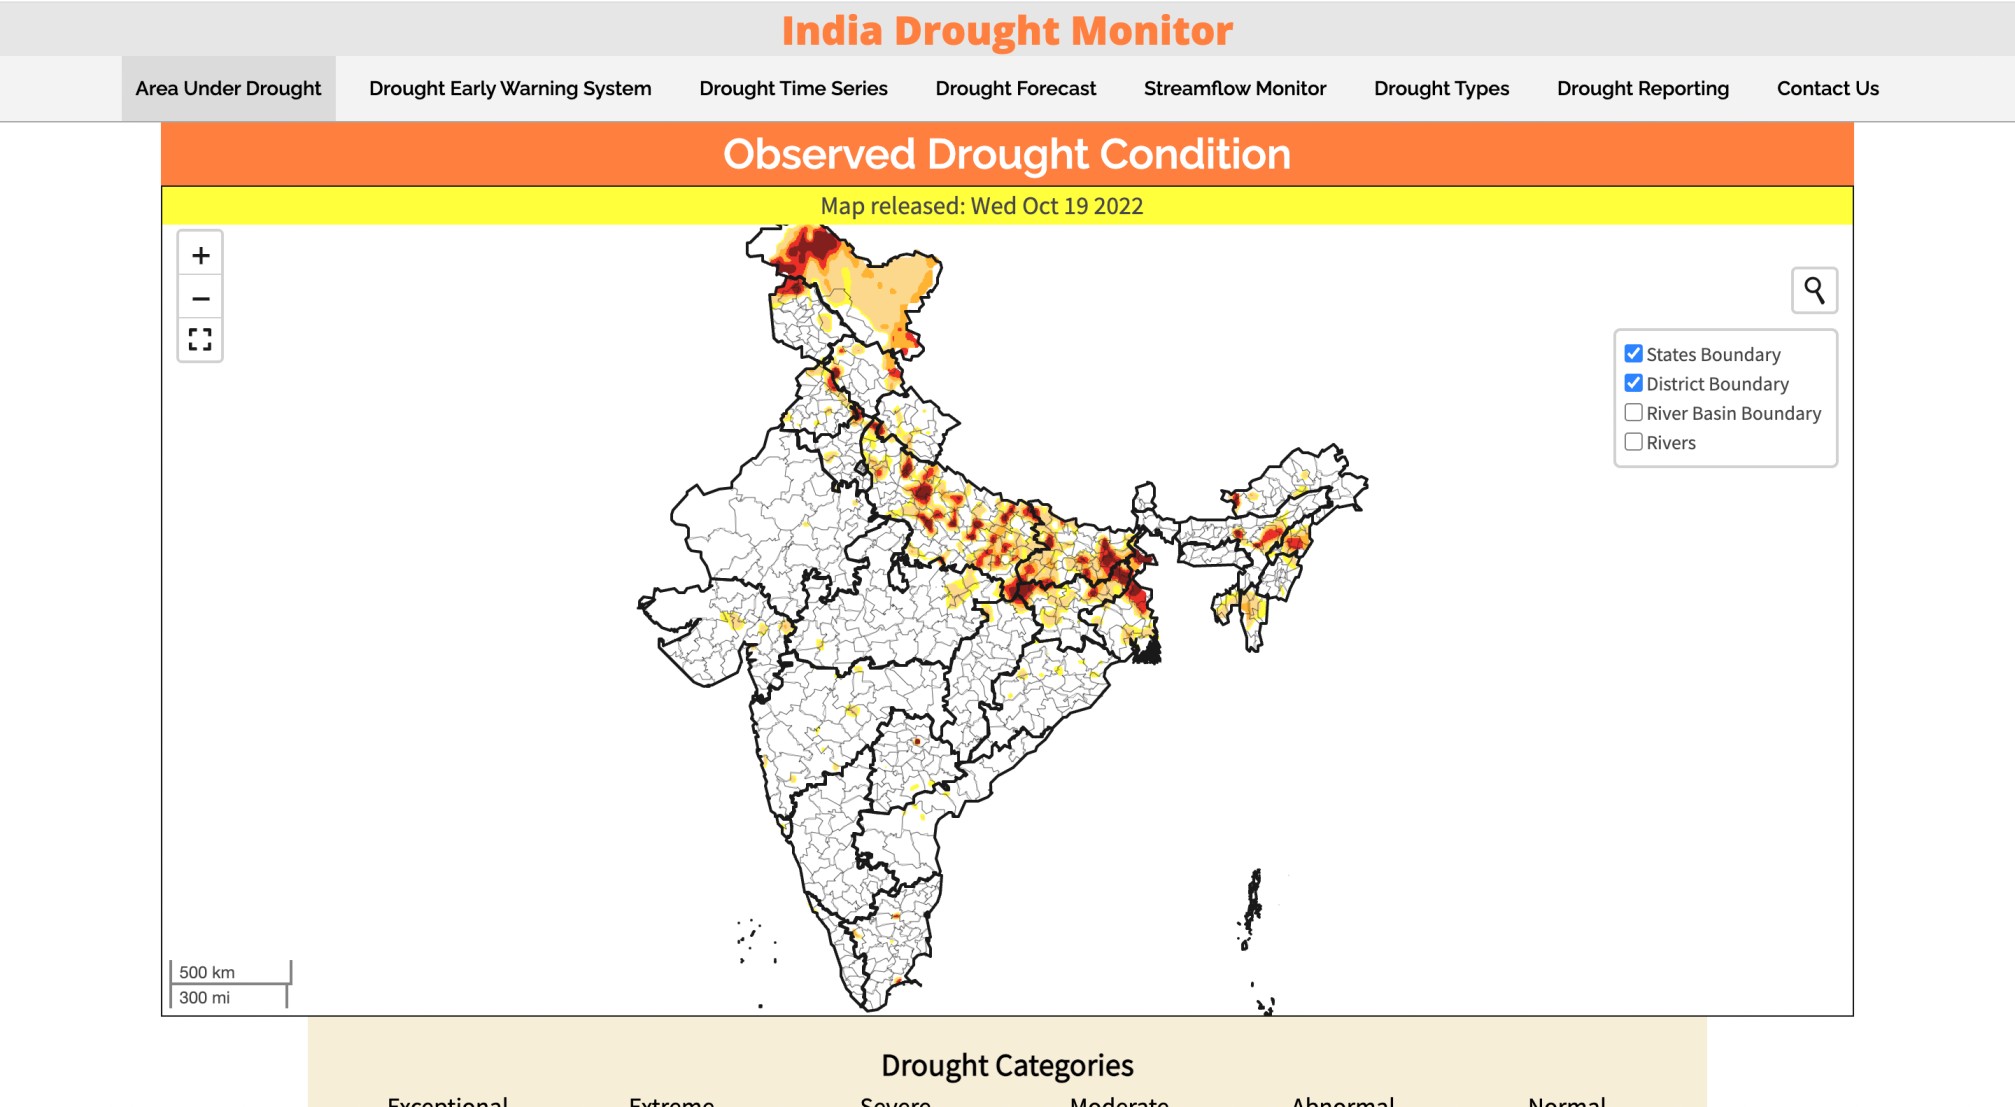 India Drought Monitor
Area Under Drought Drought Early Warning System Drought Time Series Drought Forecast Streamflow Monitor Drought Types Drought Reporting Contact Us
Observed Drought Condition
Map released: Wed Oct 19 2022
+
−
States Boundary
District Boundary
River Basin Boundary
Rivers
500 km
300 mi
Drought Categories
Exceptional Extreme Severe Moderate Abnormal Normal